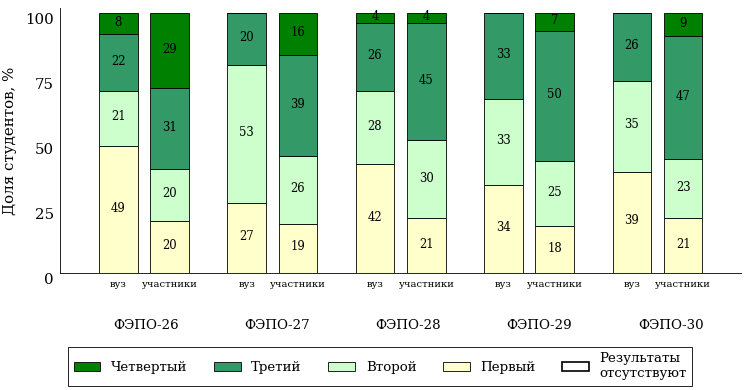 Доля студентов, %
100
75
50
25
0
8 29 20 16 4 4 33 7 26 9
22 31 53 39 26 45 33 50 35 47
21 20 27 26 28 30 34 25 39 23
49 20 19 42 21 18 21
вуз участники вуз участники вуз участники вуз участники вуз участники
ФЭПО-26 ФЭПО-27 ФЭПО-28 ФЭПО-29 ФЭПО-30
Четвертый Третий Второй Первый Результаты
отсутствуют